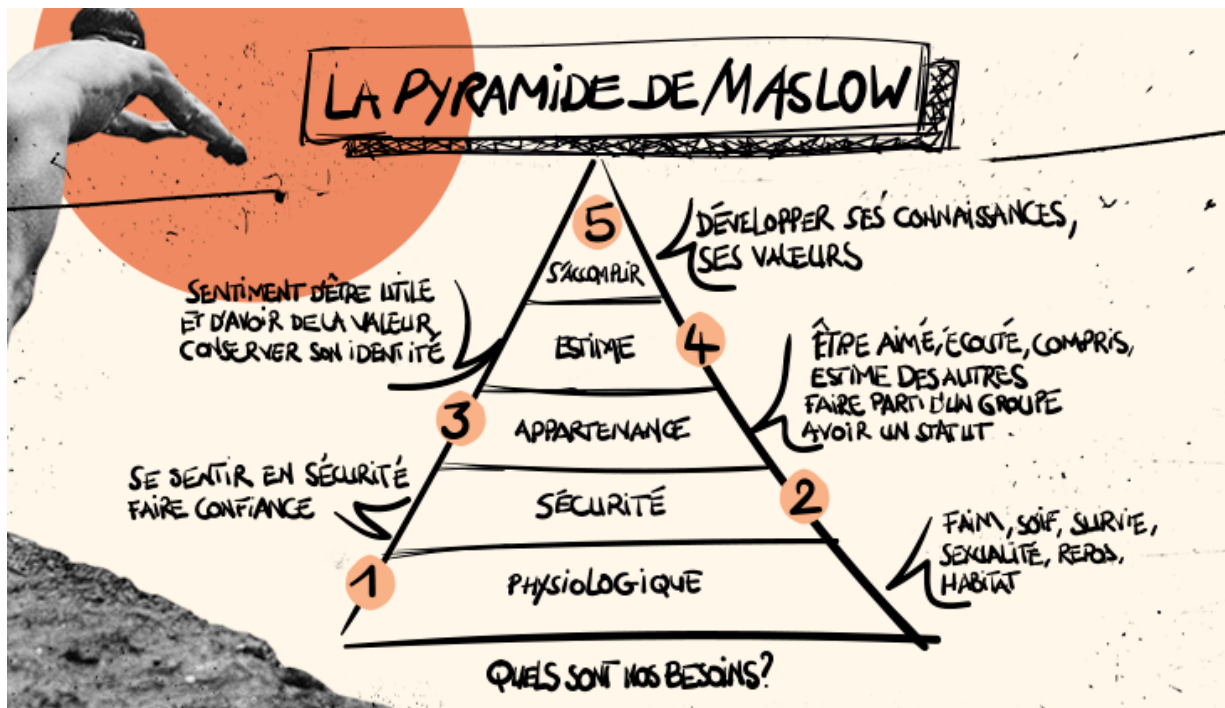 LA PYRAMIDE DE MASLOW
5
S'ACCOMPLIR
DÉVELOPPER SES CONNAISSANCES,
SES VALEURS
SENTIMENT D'ÊTRE UTILE
ET D'AVOIR DE LA VALEUR
CONSERVER SON IDENTITÉ
ESTIME
4
ÊTRE AIMÉ, ÉCOUTÉ, COMPRIS,
ESTIME DES AUTRES
FAIRE PARTI D'UN GROUPE
AVOIR UN STATUT
3
APPARTENANCE
SE SENTIR EN SÉCURITÉ
FAIRE CONFIANCE
SÉCURITÉ
2
FAIM, SOIF, SURVIE,
SEXUALITÉ, REPOS,
HABITAT
1
PHYSIOLOGIQUE
QUELS SONT NOS BESOINS?